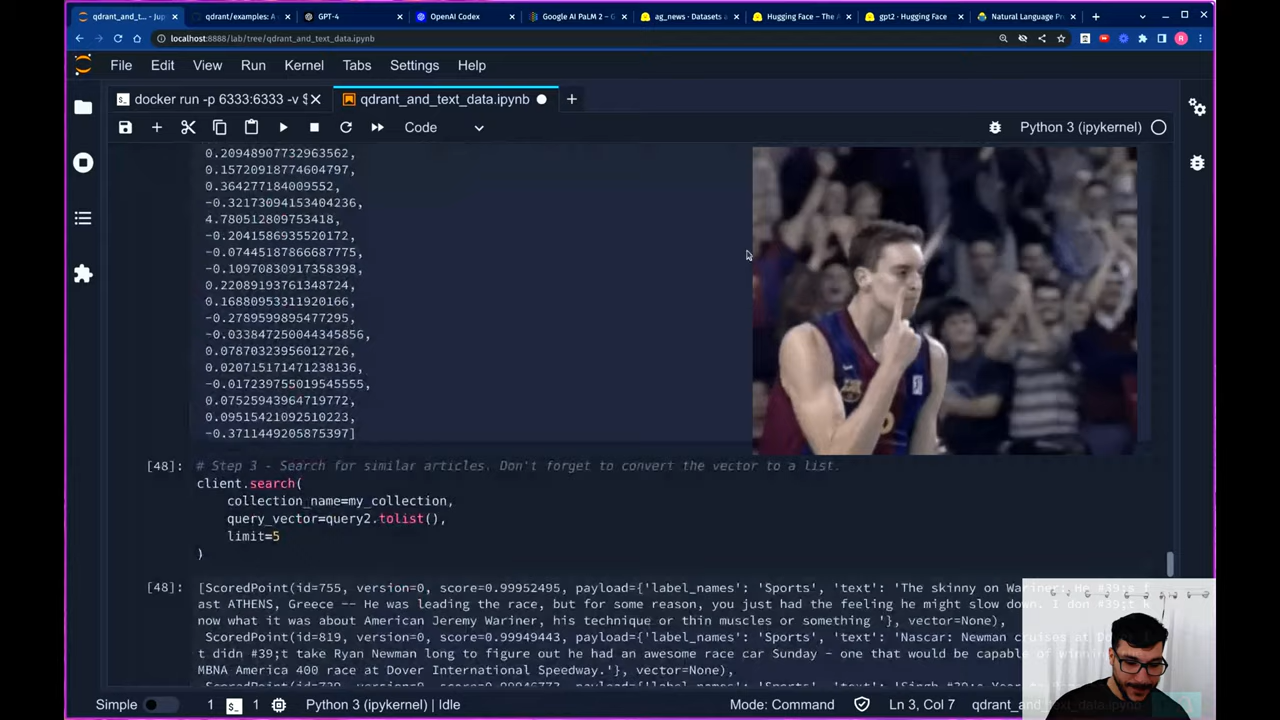 qdrant_and_t... - Jup
qdrant/examples: A
GPT-4
OpenAI Codex
Google AI PaLM 2 – G
ag_news · Datasets a
Hugging Face – The A
gpt2 · Hugging Face
Natural Language Pr
localhost:8888/lab/tree/qdrant_and_text_data.ipynb
File Edit View Run Kernel Tabs Settings Help
docker run -p 6333:6333 -v $
qdrant_and_text_data.ipynb
Code
Python 3 (ipykernel)
0.20948907732963562,
0.15720918774604797,
0.364277184009552,
-0.32173094153404236,
4.780512809753418,
-0.2041586935520172,
-0.07445187866687775,
-0.10970830917358398,
0.22089193761348724,
0.16880953311920166,
-0.2789599895477295,
-0.033847250044345856,
0.07870323956012726,
0.020715171471238136,
-0.017239755019545555,
0.07525943964719772,
0.09515421092510223,
-0.3711449205875397]
[48]: # Step 3 - Search for similar articles. Don't forget to convert the vector to a list.
client.search(
collection_name=my_collection,
query_vector=query2.tolist(),
limit=5
)
[48]: [ScoredPoint(id=755, version=0, score=0.99952495, payload={'label_names': 'Sports', 'text': 'The skinny on Wariner: He #39;s f
ast ATHENS, Greece -- He was leading the race, but for some reason, you just had the feeling he might slow down. I don #39;t k
now what it was about American Jeremy Wariner, his technique or thin muscles or something '}, vector=None),
ScoredPoint(id=819, version=0, score=0.99949443, payload={'label_names': 'Sports', 'text': 'Nascar: Newman cruises at Do
t didn #39;t take Ryan Newman long to figure out he had an awesome race car Sunday - one that would be capable of winn
MBNA America 400 race at Dover International Speedway.'}, vector=None),
Simple 1 1 Python 3 (ipykernel) | Idle
Mode: Command Ln 3, Col 7 qdrant_and_text_data.ipynb